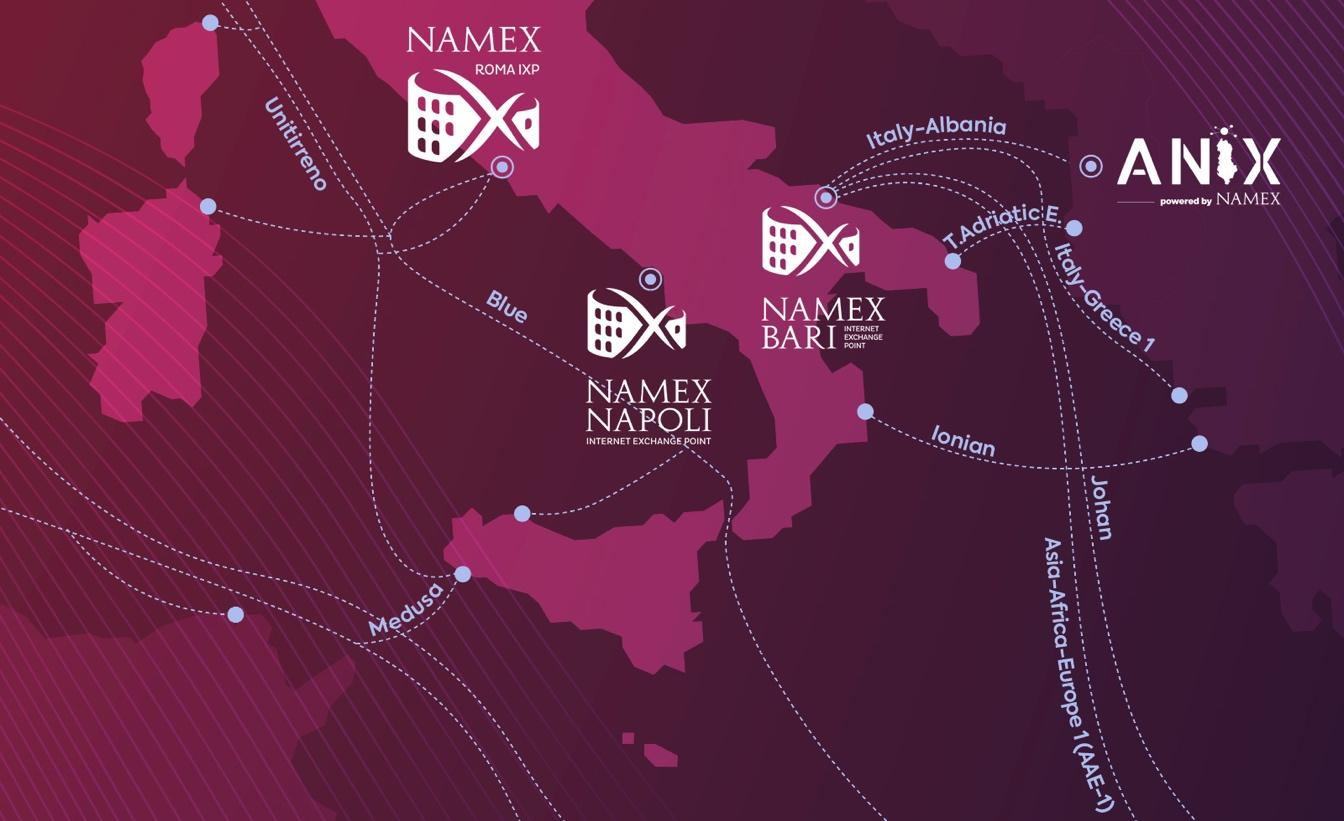 NAMEX
ROMA IXP
Unitirreno
Italy-Albania
ANIX
powered by NAMEX
T.Adriatic E.
Italy-Greece 1
Blue
NAMEX
BARI INTERNET
EXCHANGE
POINT
NAMEX
NAPOLI
INTERNET EXCHANGE POINT
Ionian
Johan
Medusa
Asia-Africa-Europe 1 (AAE-1)